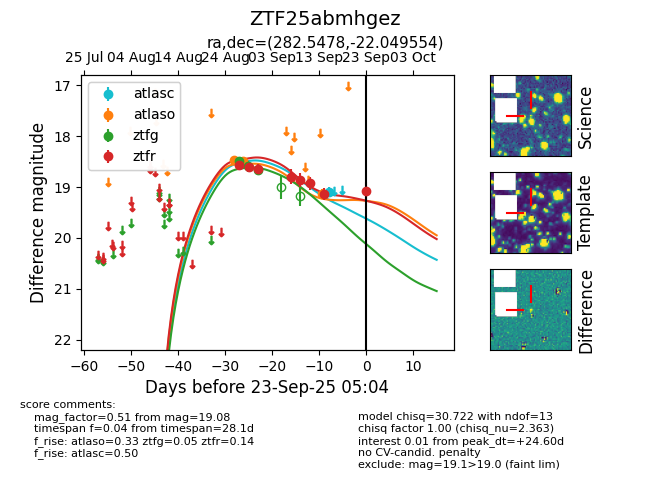 ZTF25abmhgez
ra,dec=(282.5478,-22.049554)
25 Jul 04 Aug 14 Aug 24 Aug 03 Sep 13 Sep 23 Sep 03 Oct
17
18
19
20
21
22
Difference magnitude
atlasc
atlaso
ztfg
ztfr
−60 −50 −40 −30 −20 −10 0 10
Days before 23-Sep-25 05:04
Science
Template
Difference
score comments:
mag_factor=0.51 from mag=19.08
timespan f=0.04 from timespan=28.1d
f_rise: atlaso=0.33 ztfg=0.05 ztfr=0.14
f_rise: atlasc=0.50
model chisq=30.722 with ndof=13
chisq factor 1.00 (chisq_nu=2.363)
interest 0.01 from peak_dt=+24.60d
no CV-candid. penalty
exclude: mag=19.1>19.0 (faint lim)